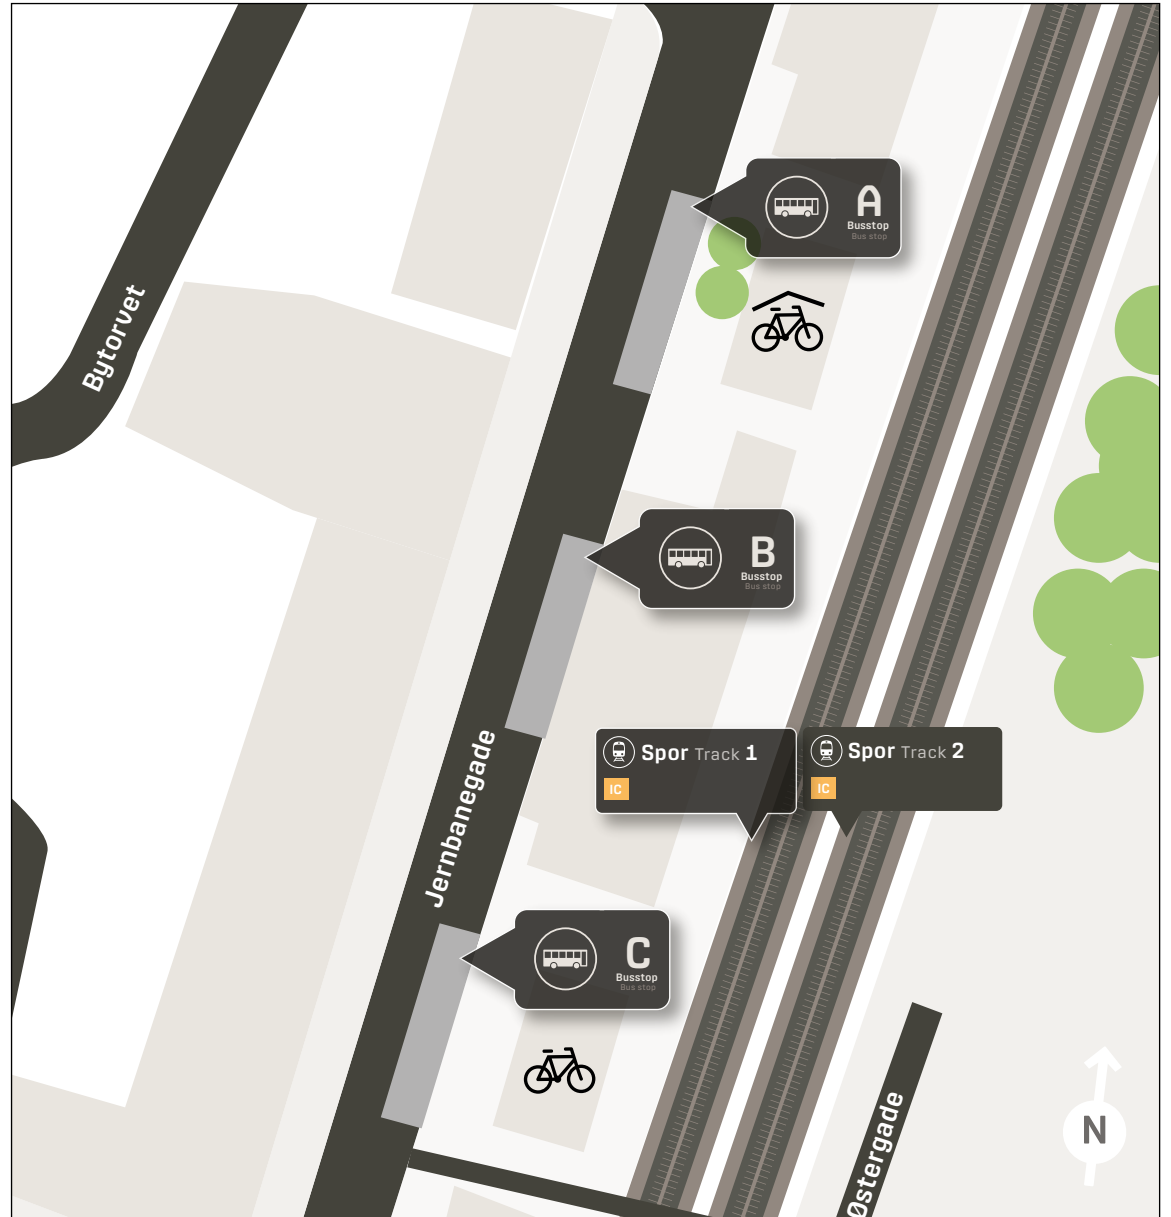 A
Busstop
Bus stop
Bytorvet
B
Busstop
Bus stop
Spor Track 1
IC
Spor Track 2
IC
Jernbanegade
C
Busstop
Bus stop
Østergade
N